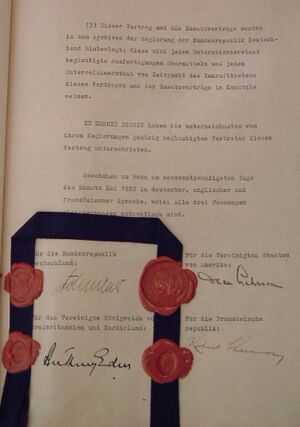 (3) Dieser Vertrag und die Zusatzverträge werden
in den Archiven der Regierung der Bundesrepublik Deutsch-
land hinterlegt; diese wird jedem Unterzeichnerstaat
beglaubigte Ausfertigungen übermitteln und jeden
Unterzeichnerstaat vom Zeitpunkt des Inkrafttretens
dieses Vertrages und der Zusatzverträge in Kenntnis
setzen.
ZU URKUND DESSEN haben die unterzeichneten von
ihren Regierungen gehörig beglaubigten Vertreter diesen
Vertrag unterschrieben.
Geschehen zu Bonn am sechsundzwanzigsten Tage
des Monats Mai 1952 in deutscher, englischer und
französischer Sprache, wobei alle drei Fassungen
gleichermassen authentisch sind.
Für die Bundesrepublik
Deutschland:
Adenauer
Für die Vereinigten Staaten
von Amerika:
Dean Acheson
Für das Vereinigte Königreich von
Grossbritannien und Nordirland:
Anthony Eden
Für die Französische
Republik:
Robert Schuman